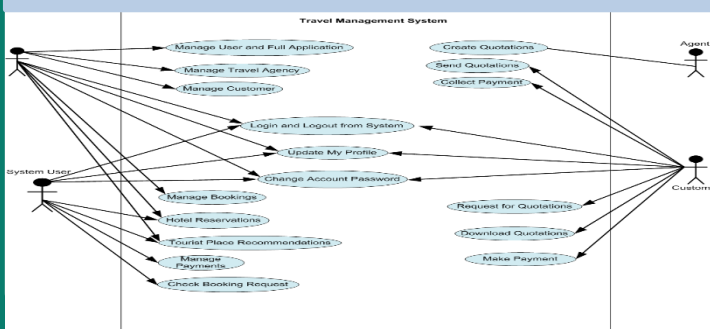 Travel Management System
Manage User and Full Application
Manage Travel Agency
Manage Customer
Login and Logout from System
Update My Profile
Change Account Password
System User
Manage Bookings
Hotel Reservations
Tourist Place Recommendations
Manage
Payments
Check Booking Request
Create Quotations
Send Quotations
Collect Payment
Agent
Custom
Request for Quotations
Download Quotations
Make Payment